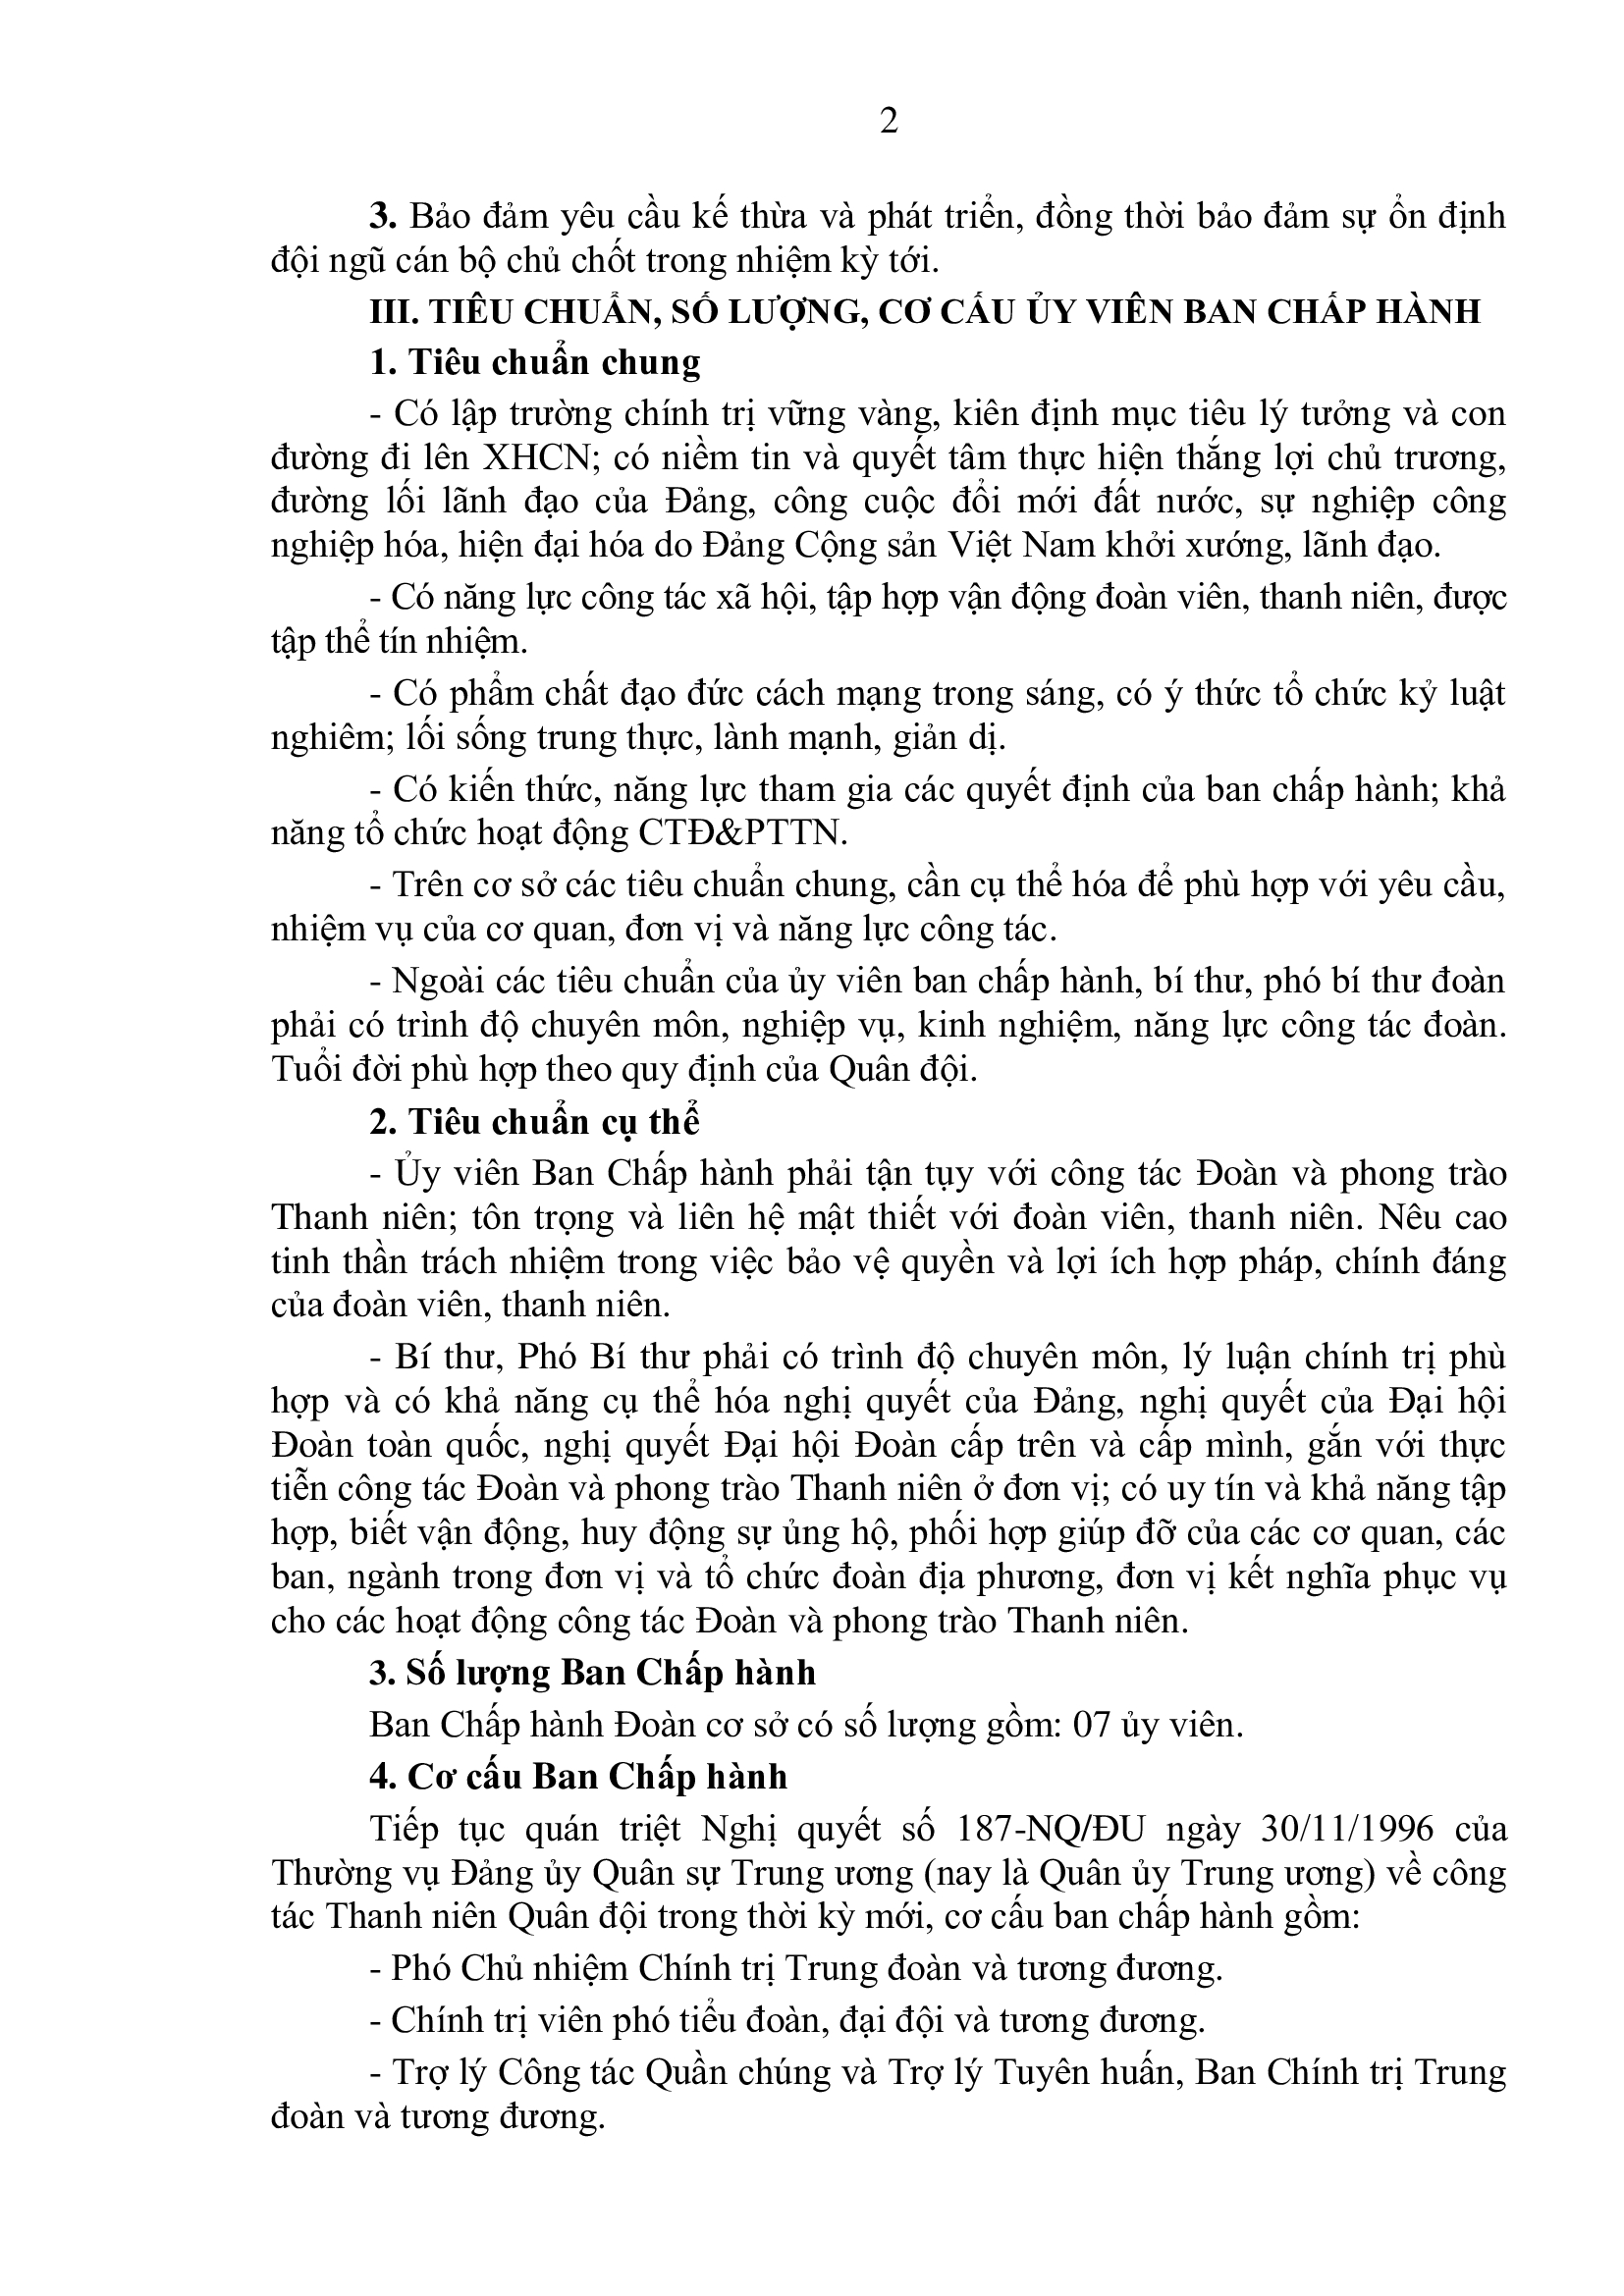 2
3. Bảo đảm yêu cầu kế thừa và phát triển, đồng thời bảo đảm sự ổn định
đội ngũ cán bộ chủ chốt trong nhiệm kỳ tới.
III. TIÊU CHUẨN, SỐ LƯỢNG, CƠ CẤU ỦY VIÊN BAN CHẤP HÀNH
1. Tiêu chuẩn chung
- Có lập trường chính trị vững vàng, kiên định mục tiêu lý tưởng và con
đường đi lên XHCN; có niềm tin và quyết tâm thực hiện thắng lợi chủ trương,
đường lối lãnh đạo của Đảng, công cuộc đổi mới đất nước, sự nghiệp công
nghiệp hóa, hiện đại hóa do Đảng Cộng sản Việt Nam khởi xướng, lãnh đạo.
- Có năng lực công tác xã hội, tập hợp vận động đoàn viên, thanh niên, được
tập thể tín nhiệm.
- Có phẩm chất đạo đức cách mạng trong sáng, có ý thức tổ chức kỷ luật
nghiêm; lối sống trung thực, lành mạnh, giản dị.
- Có kiến thức, năng lực tham gia các quyết định của ban chấp hành; khả
năng tổ chức hoạt động CTĐ&PTTN.
- Trên cơ sở các tiêu chuẩn chung, cần cụ thể hóa để phù hợp với yêu cầu,
nhiệm vụ của cơ quan, đơn vị và năng lực công tác.
- Ngoài các tiêu chuẩn của ủy viên ban chấp hành, bí thư, phó bí thư đoàn
phải có trình độ chuyên môn, nghiệp vụ, kinh nghiệm, năng lực công tác đoàn.
Tuổi đời phù hợp theo quy định của Quân đội.
2. Tiêu chuẩn cụ thể
- Ủy viên Ban Chấp hành phải tận tụy với công tác Đoàn và phong trào
Thanh niên; tôn trọng và liên hệ mật thiết với đoàn viên, thanh niên. Nêu cao
tinh thần trách nhiệm trong việc bảo vệ quyền và lợi ích hợp pháp, chính đáng
của đoàn viên, thanh niên.
- Bí thư, Phó Bí thư phải có trình độ chuyên môn, lý luận chính trị phù
hợp và có khả năng cụ thể hóa nghị quyết của Đảng, nghị quyết của Đại hội
Đoàn toàn quốc, nghị quyết Đại hội Đoàn cấp trên và cấp mình, gắn với thực
tiễn công tác Đoàn và phong trào Thanh niên ở đơn vị; có uy tín và khả năng tập
hợp, biết vận động, huy động sự ủng hộ, phối hợp giúp đỡ của các cơ quan, các
ban, ngành trong đơn vị và tổ chức đoàn địa phương, đơn vị kết nghĩa phục vụ
cho các hoạt động công tác Đoàn và phong trào Thanh niên.
3. Số lượng Ban Chấp hành
Ban Chấp hành Đoàn cơ sở có số lượng gồm: 07 ủy viên.
4. Cơ cấu Ban Chấp hành
Tiếp tục quán triệt Nghị quyết số 187-NQ/ĐU ngày 30/11/1996 của
Thường vụ Đảng ủy Quân sự Trung ương (nay là Quân ủy Trung ương) về công
tác Thanh niên Quân đội trong thời kỳ mới, cơ cấu ban chấp hành gồm:
- Phó Chủ nhiệm Chính trị Trung đoàn và tương đương.
- Chính trị viên phó tiểu đoàn, đại đội và tương đương.
- Trợ lý Công tác Quần chúng và Trợ lý Tuyên huấn, Ban Chính trị Trung
đoàn và tương đương.